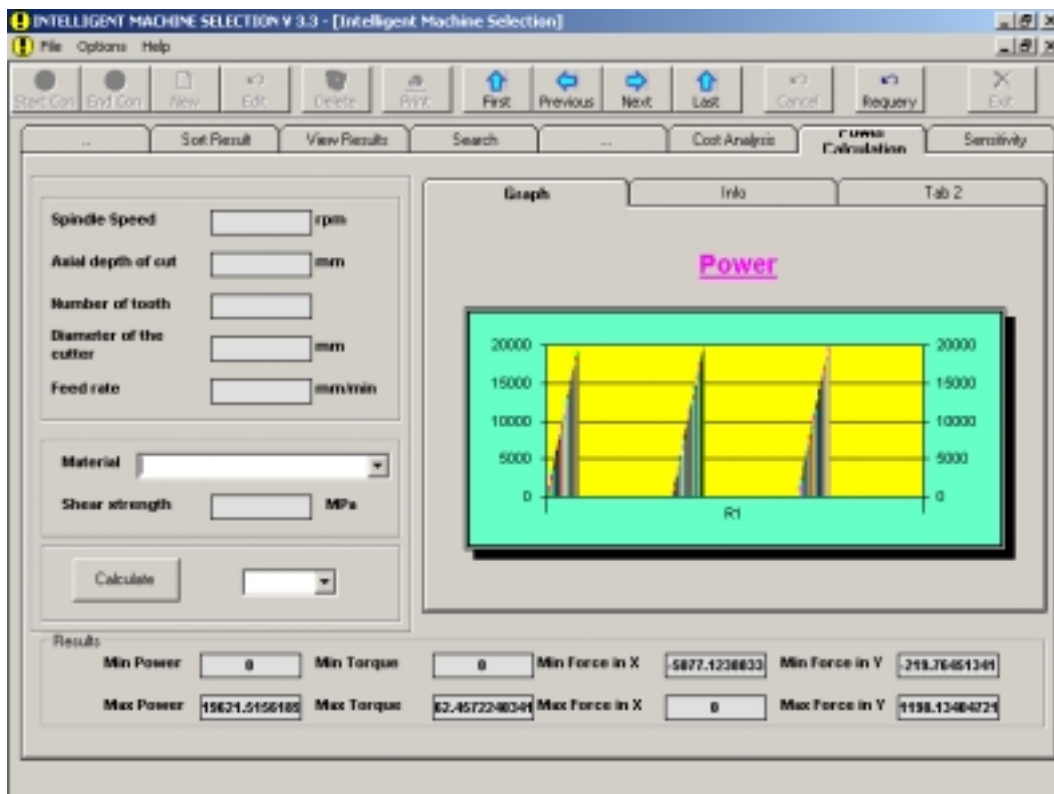 INTELLIGENT MACHINE SELECTION V 3.3 - [Intelligent Machine Selection]
File Options Help
Start Con End Con New Edit Delete Print First Previous Next Last Cancel Requery Exit
.. Sort Result View Results Search ... Cost Analysis Power Calculation Sensitivity
Graph Info Tab 2
Spindle Speed rpm
Axial depth of cut mm
Number of tooth
Diameter of the
cutter mm
Feed rate mm/min
Material
Shear strength MPa
Calculate
Power
20000 20000
15000 15000
10000 10000
5000 5000
0 0
R1
Results
Min Power 0 Min Torque 0 Min Force in X Min Force in Y
Max Power Max Torque Max Force in X 0 Max Force in Y